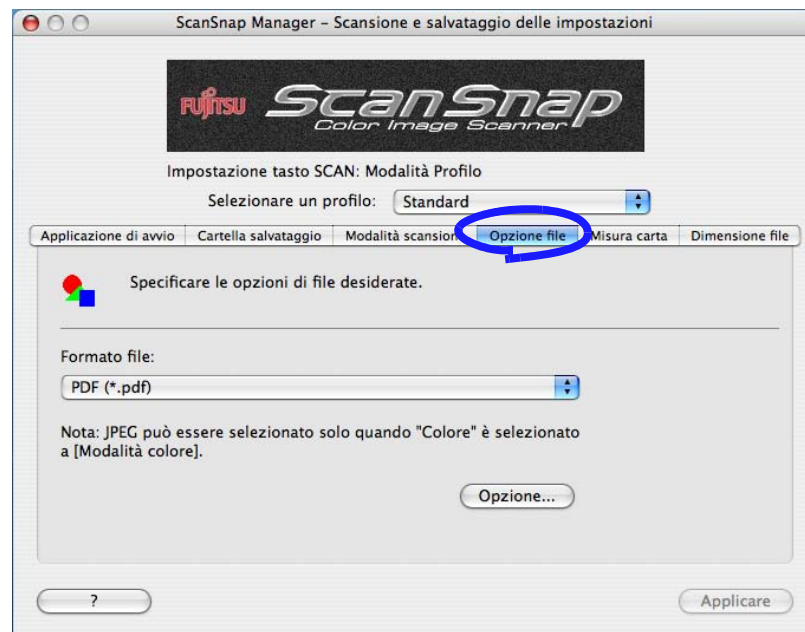 ScanSnap Manager – Scansione e salvataggio delle impostazioni
FUJITSU ScanSnap
Color Image Scanner
Impostazione tasto SCAN: Modalità Profilo
Selezionare un profilo: Standard
Applicazione di avvio Cartella salvataggio Modalità scansion Opzione file Misura carta Dimensione file
Specificare le opzioni di file desiderate.
Formato file:
PDF (*.pdf)
Nota: JPEG può essere selezionato solo quando "Colore" è selezionato
a [Modalità colore].
Opzione...
? Applicare